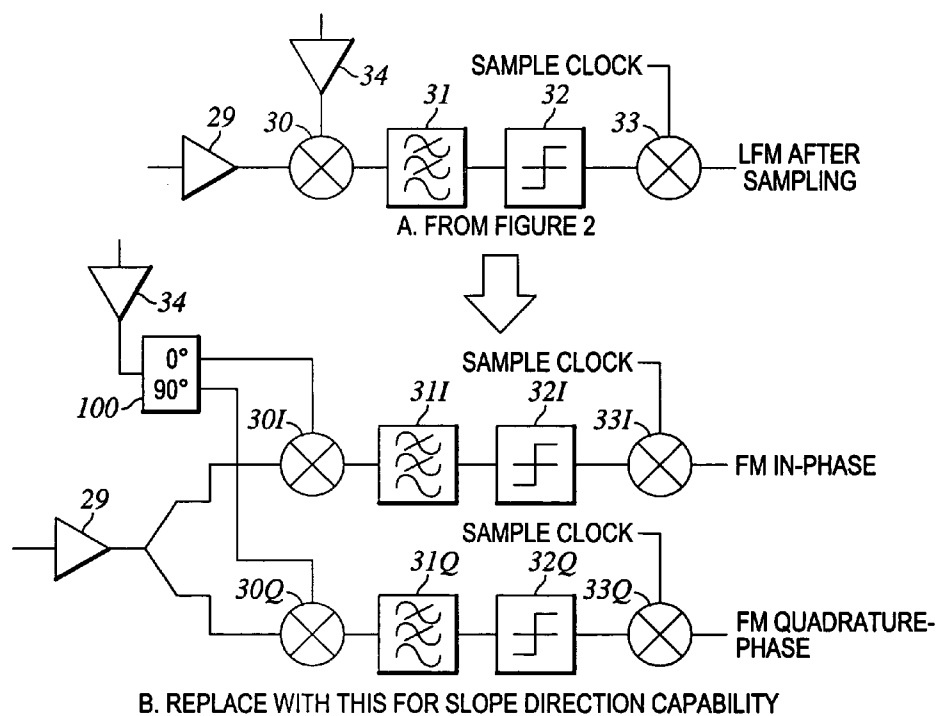 34
SAMPLE CLOCK
29
30
31
32
33
LFM AFTER
SAMPLING
A. FROM FIGURE 2
34
0°
90°
100
SAMPLE CLOCK
30I
31I
32I
33I
FM IN-PHASE
29
SAMPLE CLOCK
30Q
31Q
32Q
33Q
FM QUADRATURE-
PHASE
B. REPLACE WITH THIS FOR SLOPE DIRECTION CAPABILITY